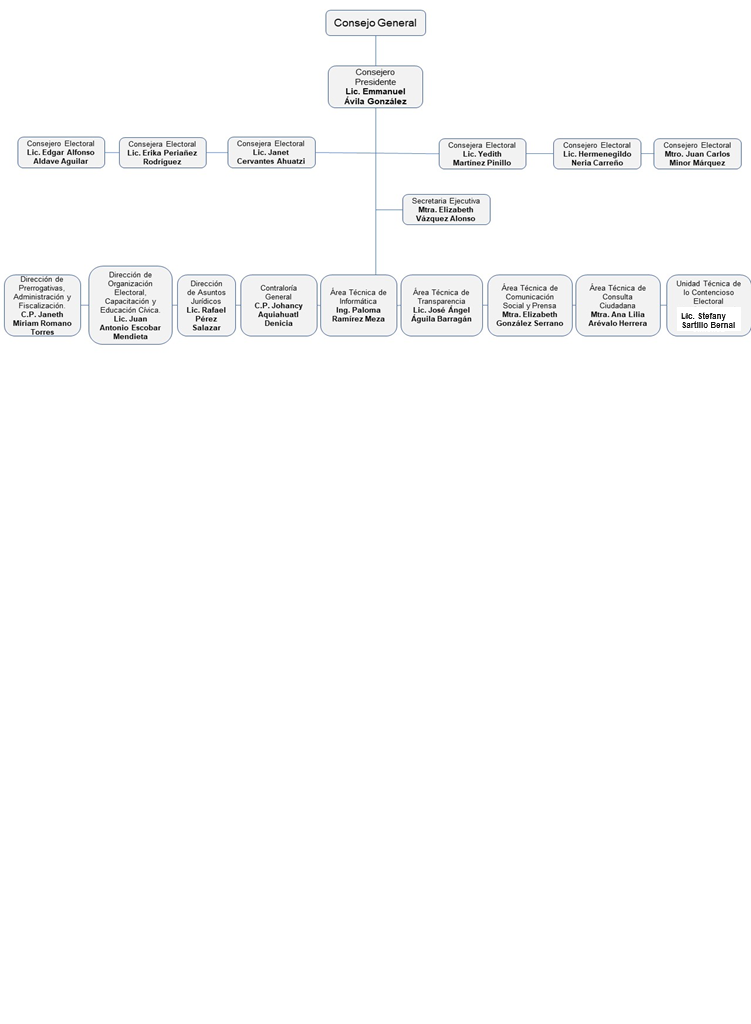 Consejo General
Consejero
Presidente
Lic. Emmanuel
Ávila González
Consejero Electoral
Lic. Edgar Alfonso
Aldave Aguilar
Consejera Electoral
Lic. Erika Periañez
Rodriguez
Consejera Electoral
Lic. Janet
Cervantes Ahuatzi
Consejera Electoral
Lic. Yedith
Martínez Pinillo
Consejero Electoral
Lic. Hermenegildo
Neria Carreño
Consejero Electoral
Mtro. Juan Carlos
Minor Márquez
Secretaria Ejecutiva
Mtra. Elizabeth
Vázquez Alonso
Dirección de
Prerrogativas,
Administración y
Fiscalización.
C.P. Janeth
Miriam Romano
Torres
Dirección de
Organización
Electoral,
Capacitación y
Educación Cívica.
Lic. Juan
Antonio Escobar
Mendieta
Dirección
de Asuntos
Jurídicos
Lic. Rafael
Pérez
Salazar
Contraloría
General
C.P. Johancy
Aquiahuatl
Denicia
Área Técnica de
Informática
Ing. Paloma
Ramírez Meza
Área Técnica de
Transparencia
Lic. José Ángel
Águila Barragán
Área Técnica de
Comunicación
Social y Prensa
Mtra. Elizabeth
González Serrano
Área Técnica de
Consulta
Ciudadana
Mtra. Ana Lilia
Arévalo Herrera
Unidad Técnica de
lo Contencioso
Electoral
Lic. Stefany
Sartillo Bernal